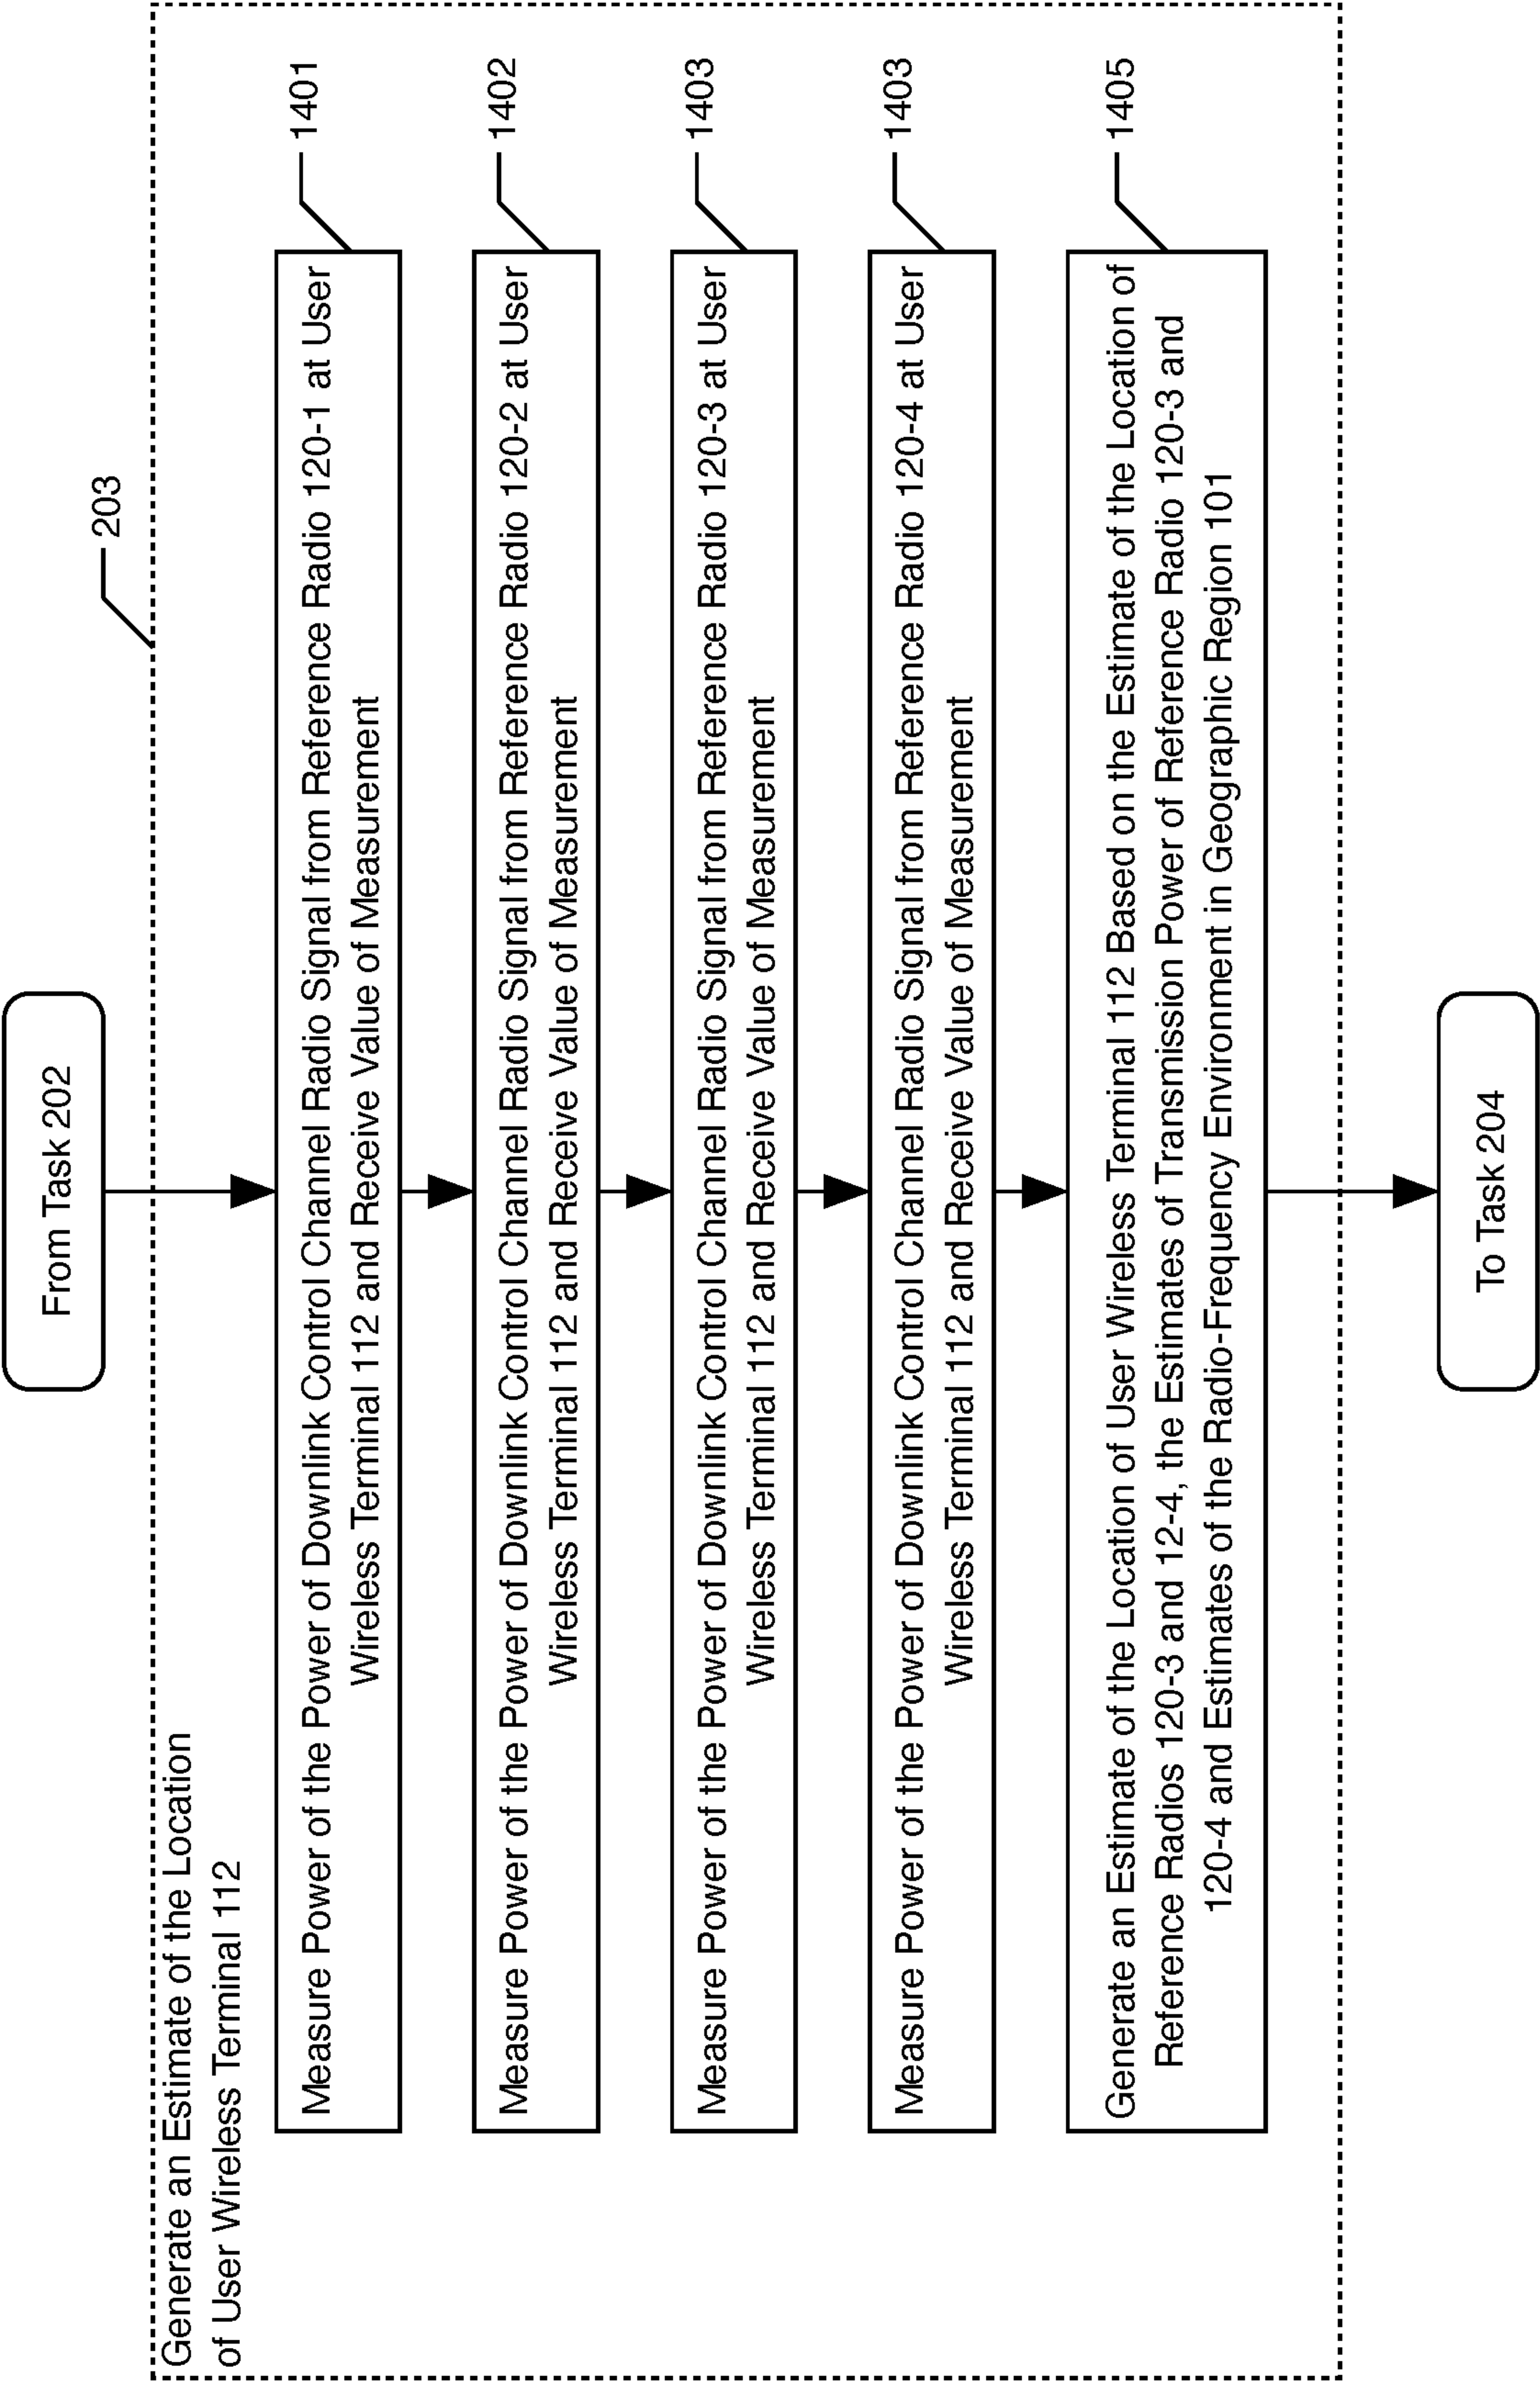 From Task 202
203
Generate an Estimate of the Location
of User Wireless Terminal 112
1401
Measure Power of the Power of Downlink Control Channel Radio Signal from Reference Radio 120-1 at User
Wireless Terminal 112 and Receive Value of Measurement
1402
Measure Power of the Power of Downlink Control Channel Radio Signal from Reference Radio 120-2 at User
Wireless Terminal 112 and Receive Value of Measurement
1403
Measure Power of the Power of Downlink Control Channel Radio Signal from Reference Radio 120-3 at User
Wireless Terminal 112 and Receive Value of Measurement
1403
Measure Power of the Power of Downlink Control Channel Radio Signal from Reference Radio 120-4 at User
Wireless Terminal 112 and Receive Value of Measurement
1405
Generate an Estimate of the Location of User Wireless Terminal 112 Based on the Estimate of the Location of
Reference Radios 120-3 and 12-4, the Estimates of Transmission Power of Reference Radio 120-3 and
120-4 and Estimates of the Radio-Frequency Environment in Geographic Region 101
To Task 204